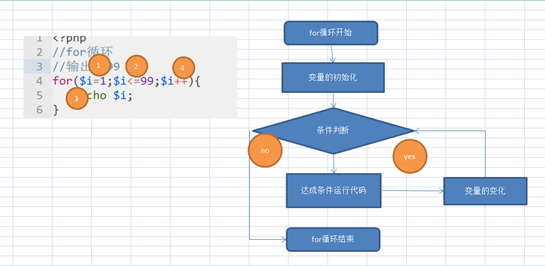 1 <?php
2 //for循环
3 //输出 99
4 for($i=1;$i<=99;$i++){
5 cho $i;
6 }
1
2
4
3
for循环开始
变量的初始化
条件判断
no
yes
达成条件运行代码
变量的变化
for循环结束